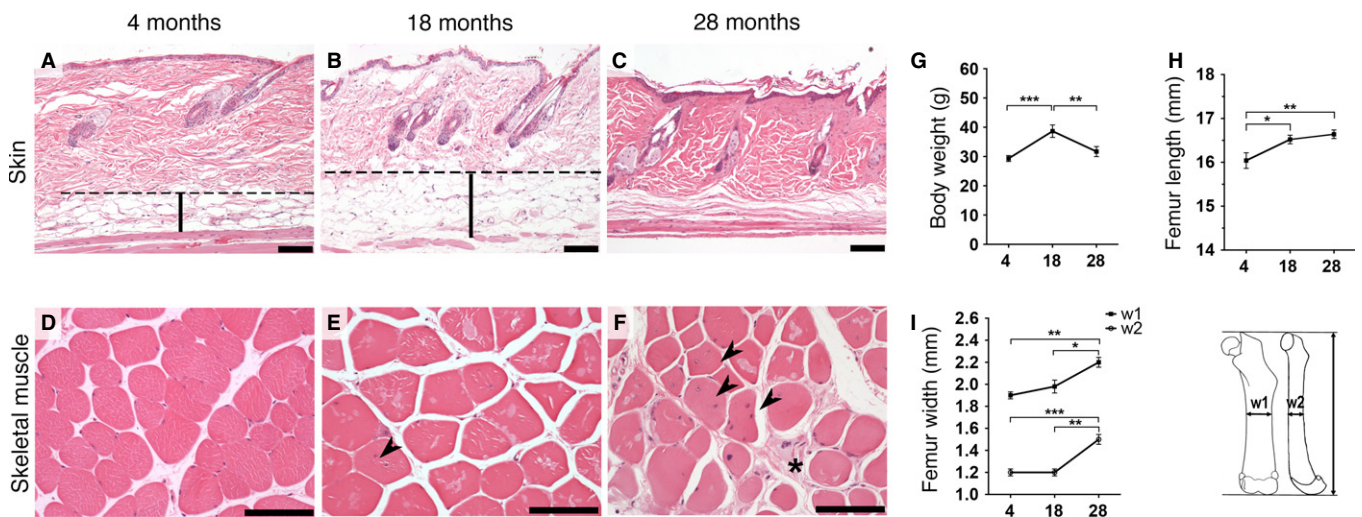 4 months
18 months
28 months
Skin
A
B
C
Skeletal muscle
D
E
F
*
G
Body weight (g)
60
50
40
30
20
10
0
***
**
4 18 28
H
Femur length (mm)
18
17
16
15
14
*
**
4 18 28
I
Femur width (mm)
2.6
2.4
2.2
2.0
1.8
1.6
1.4
1.2
1.0
w1
w2
**
*
***
**
4 18 28
w1
w2